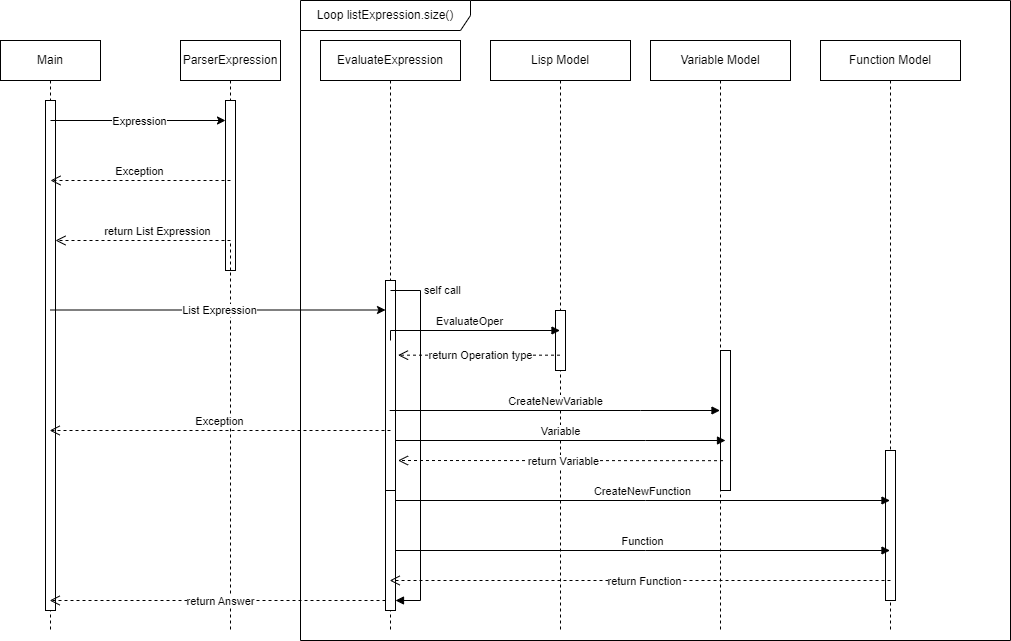 Loop listExpression.size()
Main
ParserExpression
EvaluateExpression
Lisp Model
Variable Model
Function Model
Expression
Exception
return List Expression
self call
List Expression
EvaluateOper
return Operation type
CreateNewVariable
Exception
Variable
return Variable
CreateNewFunction
Function
return Function
return Answer